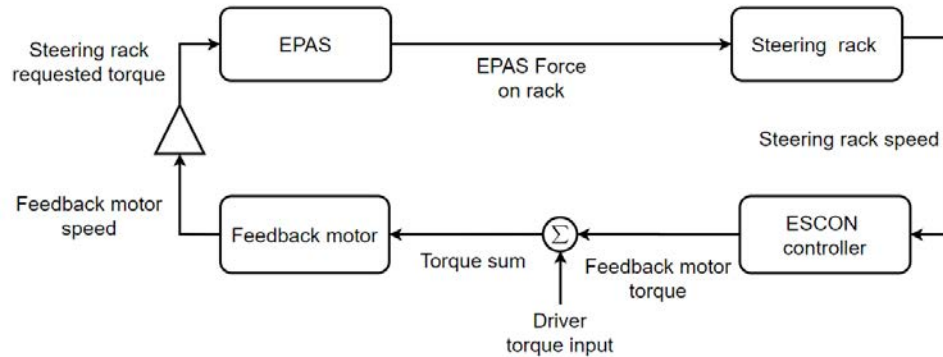 Steering rack
requested torque
EPAS
EPAS Force
on rack
Steering rack
Steering rack speed
Feedback motor
speed
Feedback motor
Torque sum
Σ
Feedback motor
torque
ESCON
controller
Driver
torque input